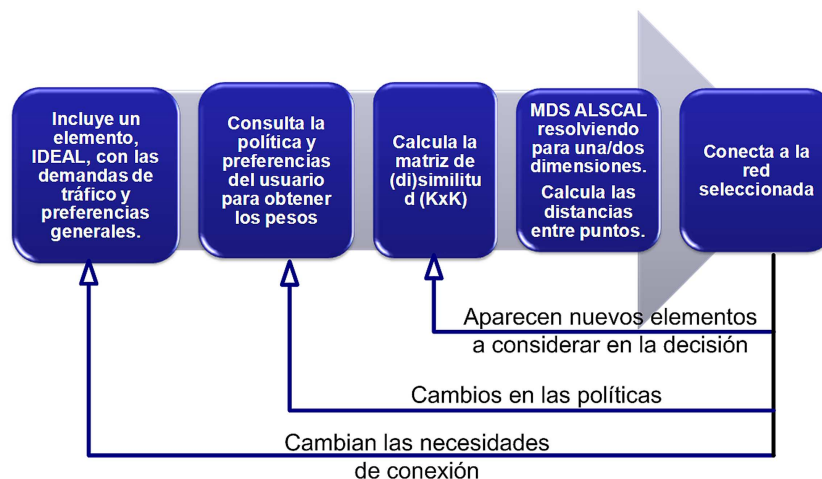 Incluye un
elemento,
IDEAL, con las
demandas de
tráfico y
preferencias
generales.
Consulta la
política y
preferencias
del usuario
para obtener
los pesos
Calcula la
matriz de
(di)similitu
d (KxK)
MDS ALSCAL
resolviendo
para una/dos
dimensiones.
Calcula las
distancias
entre puntos.
Conecta a la
red
seleccionada
Aparecen nuevos elementos
a considerar en la decisión
Cambios en las políticas
Cambian las necesidades
de conexión